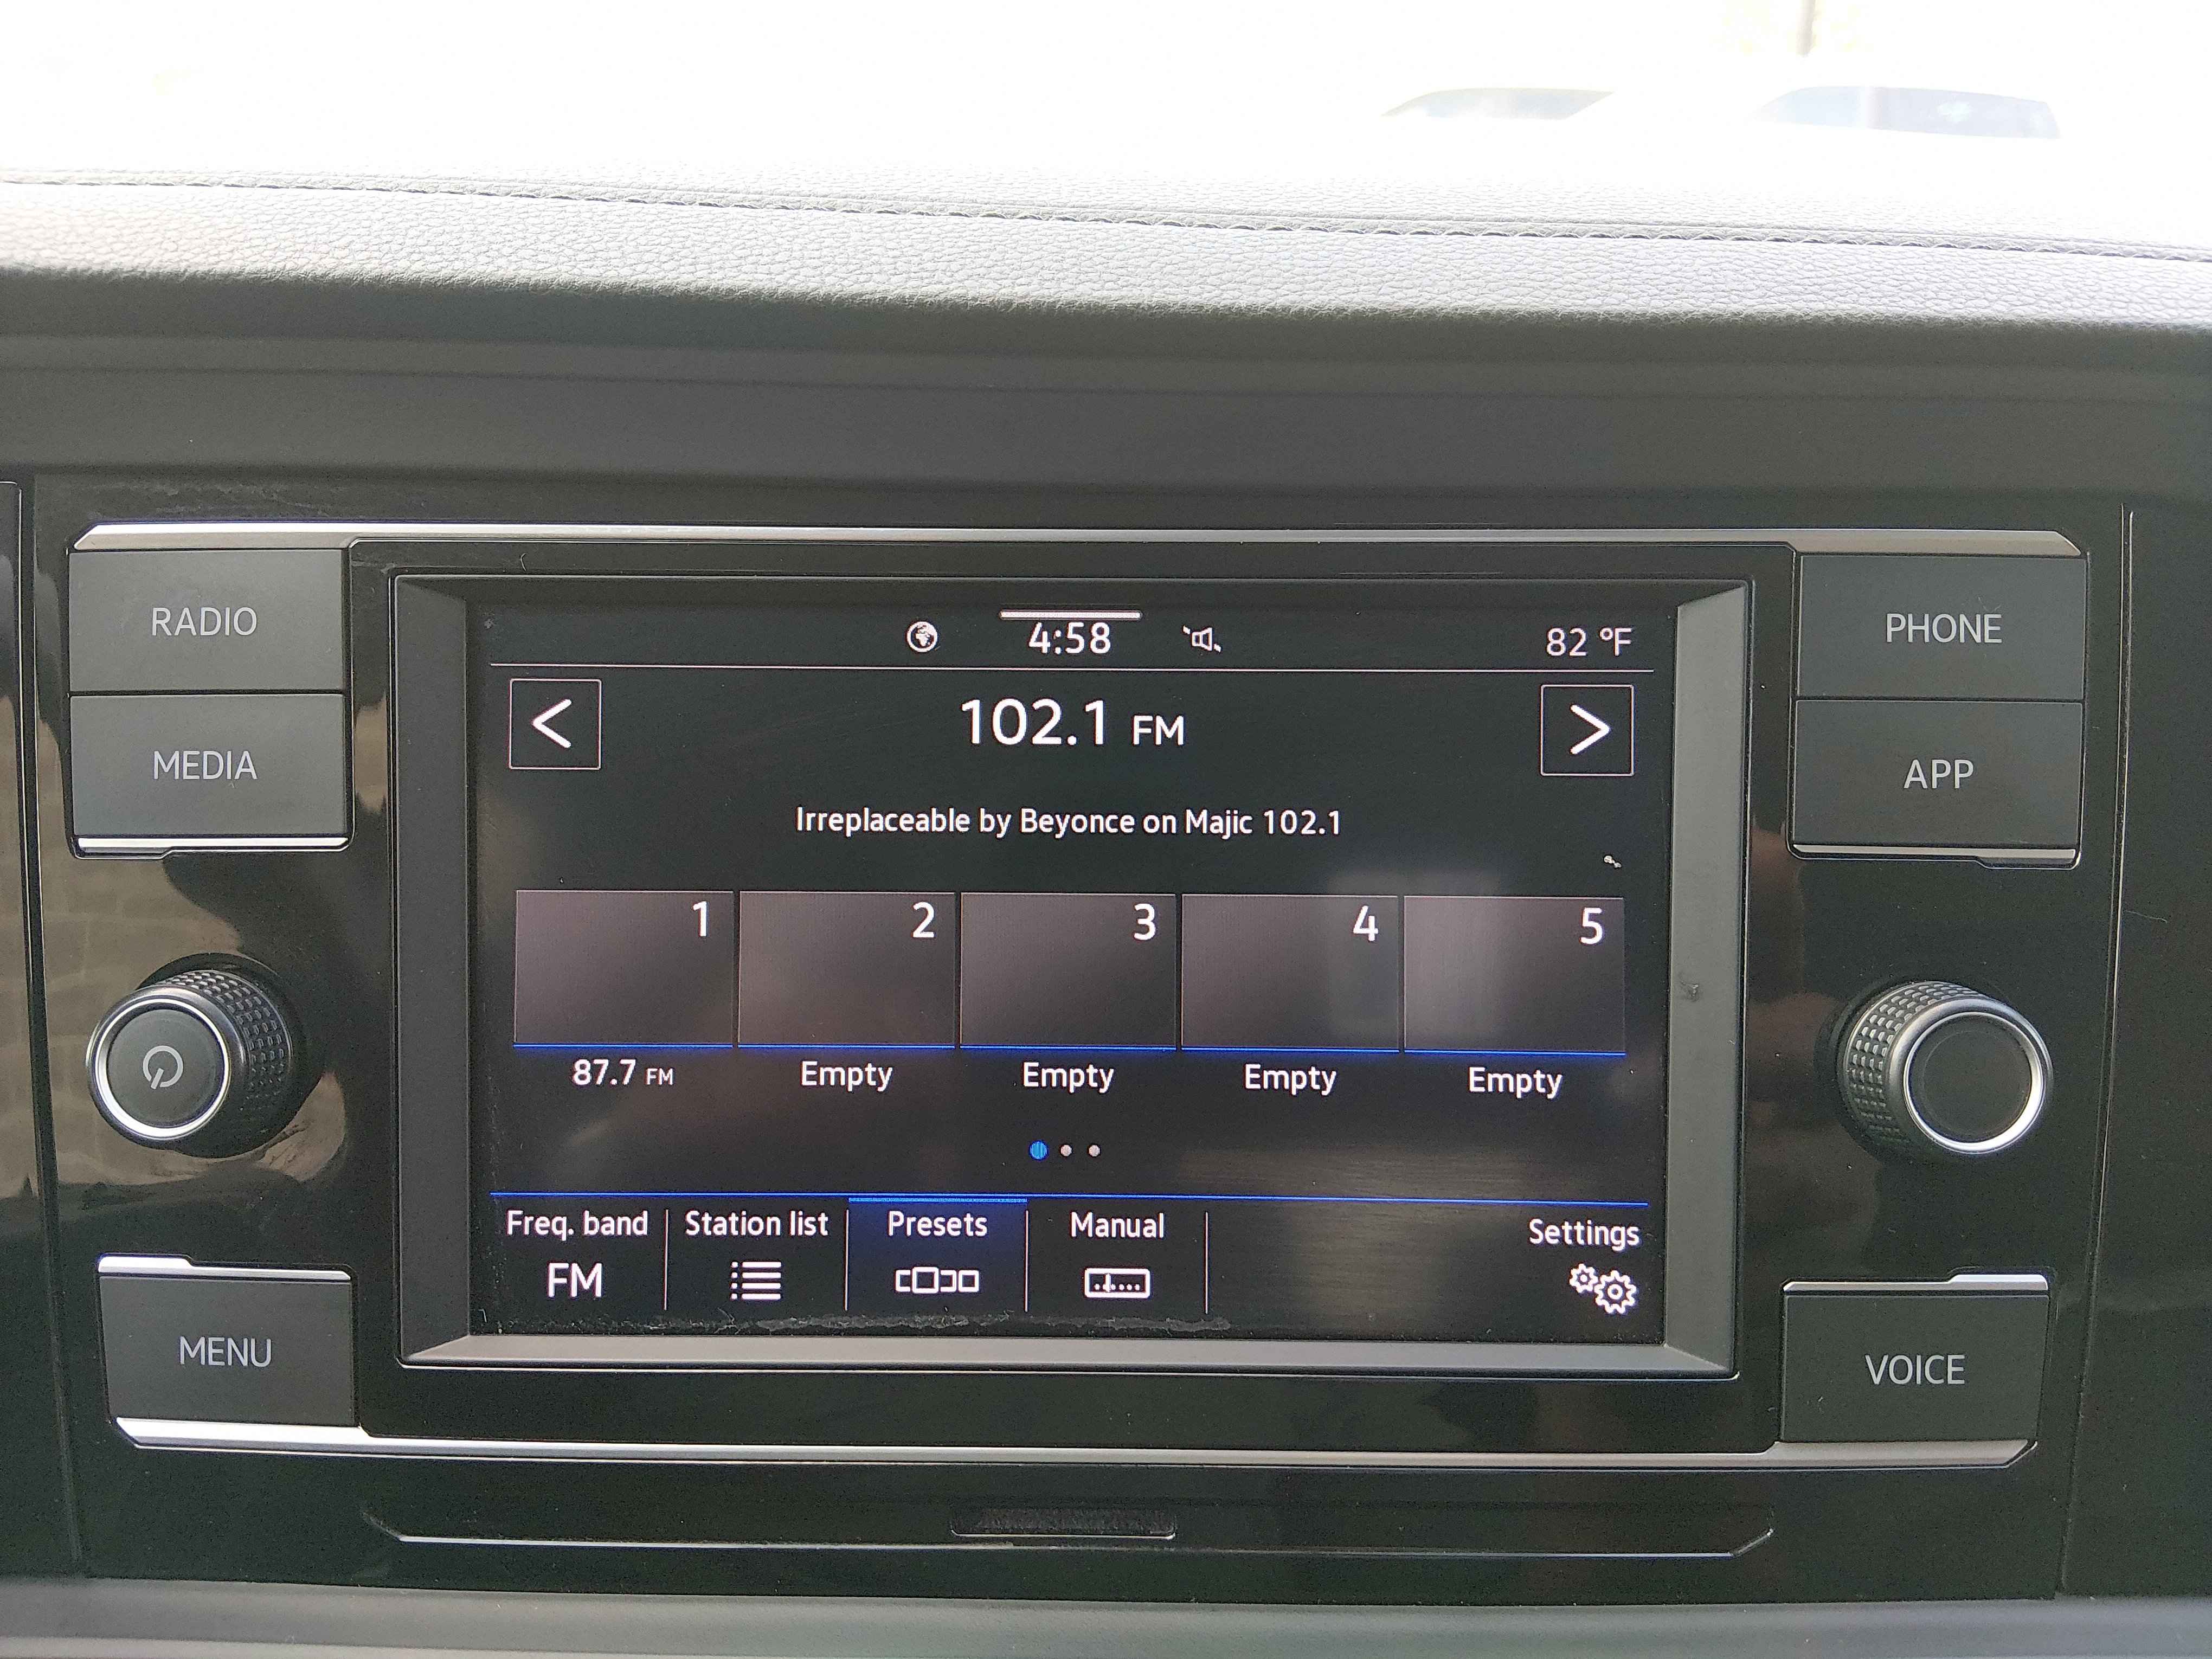 RADIO
MEDIA
MENU
PHONE
APP
VOICE
4:58
82 °F
<
102.1 FM
>
Irreplaceable by Beyonce on Majic 102.1
1 2 3 4 5
87.7 FM Empty Empty Empty Empty
Freq. band Station list Presets Manual Settings
FM